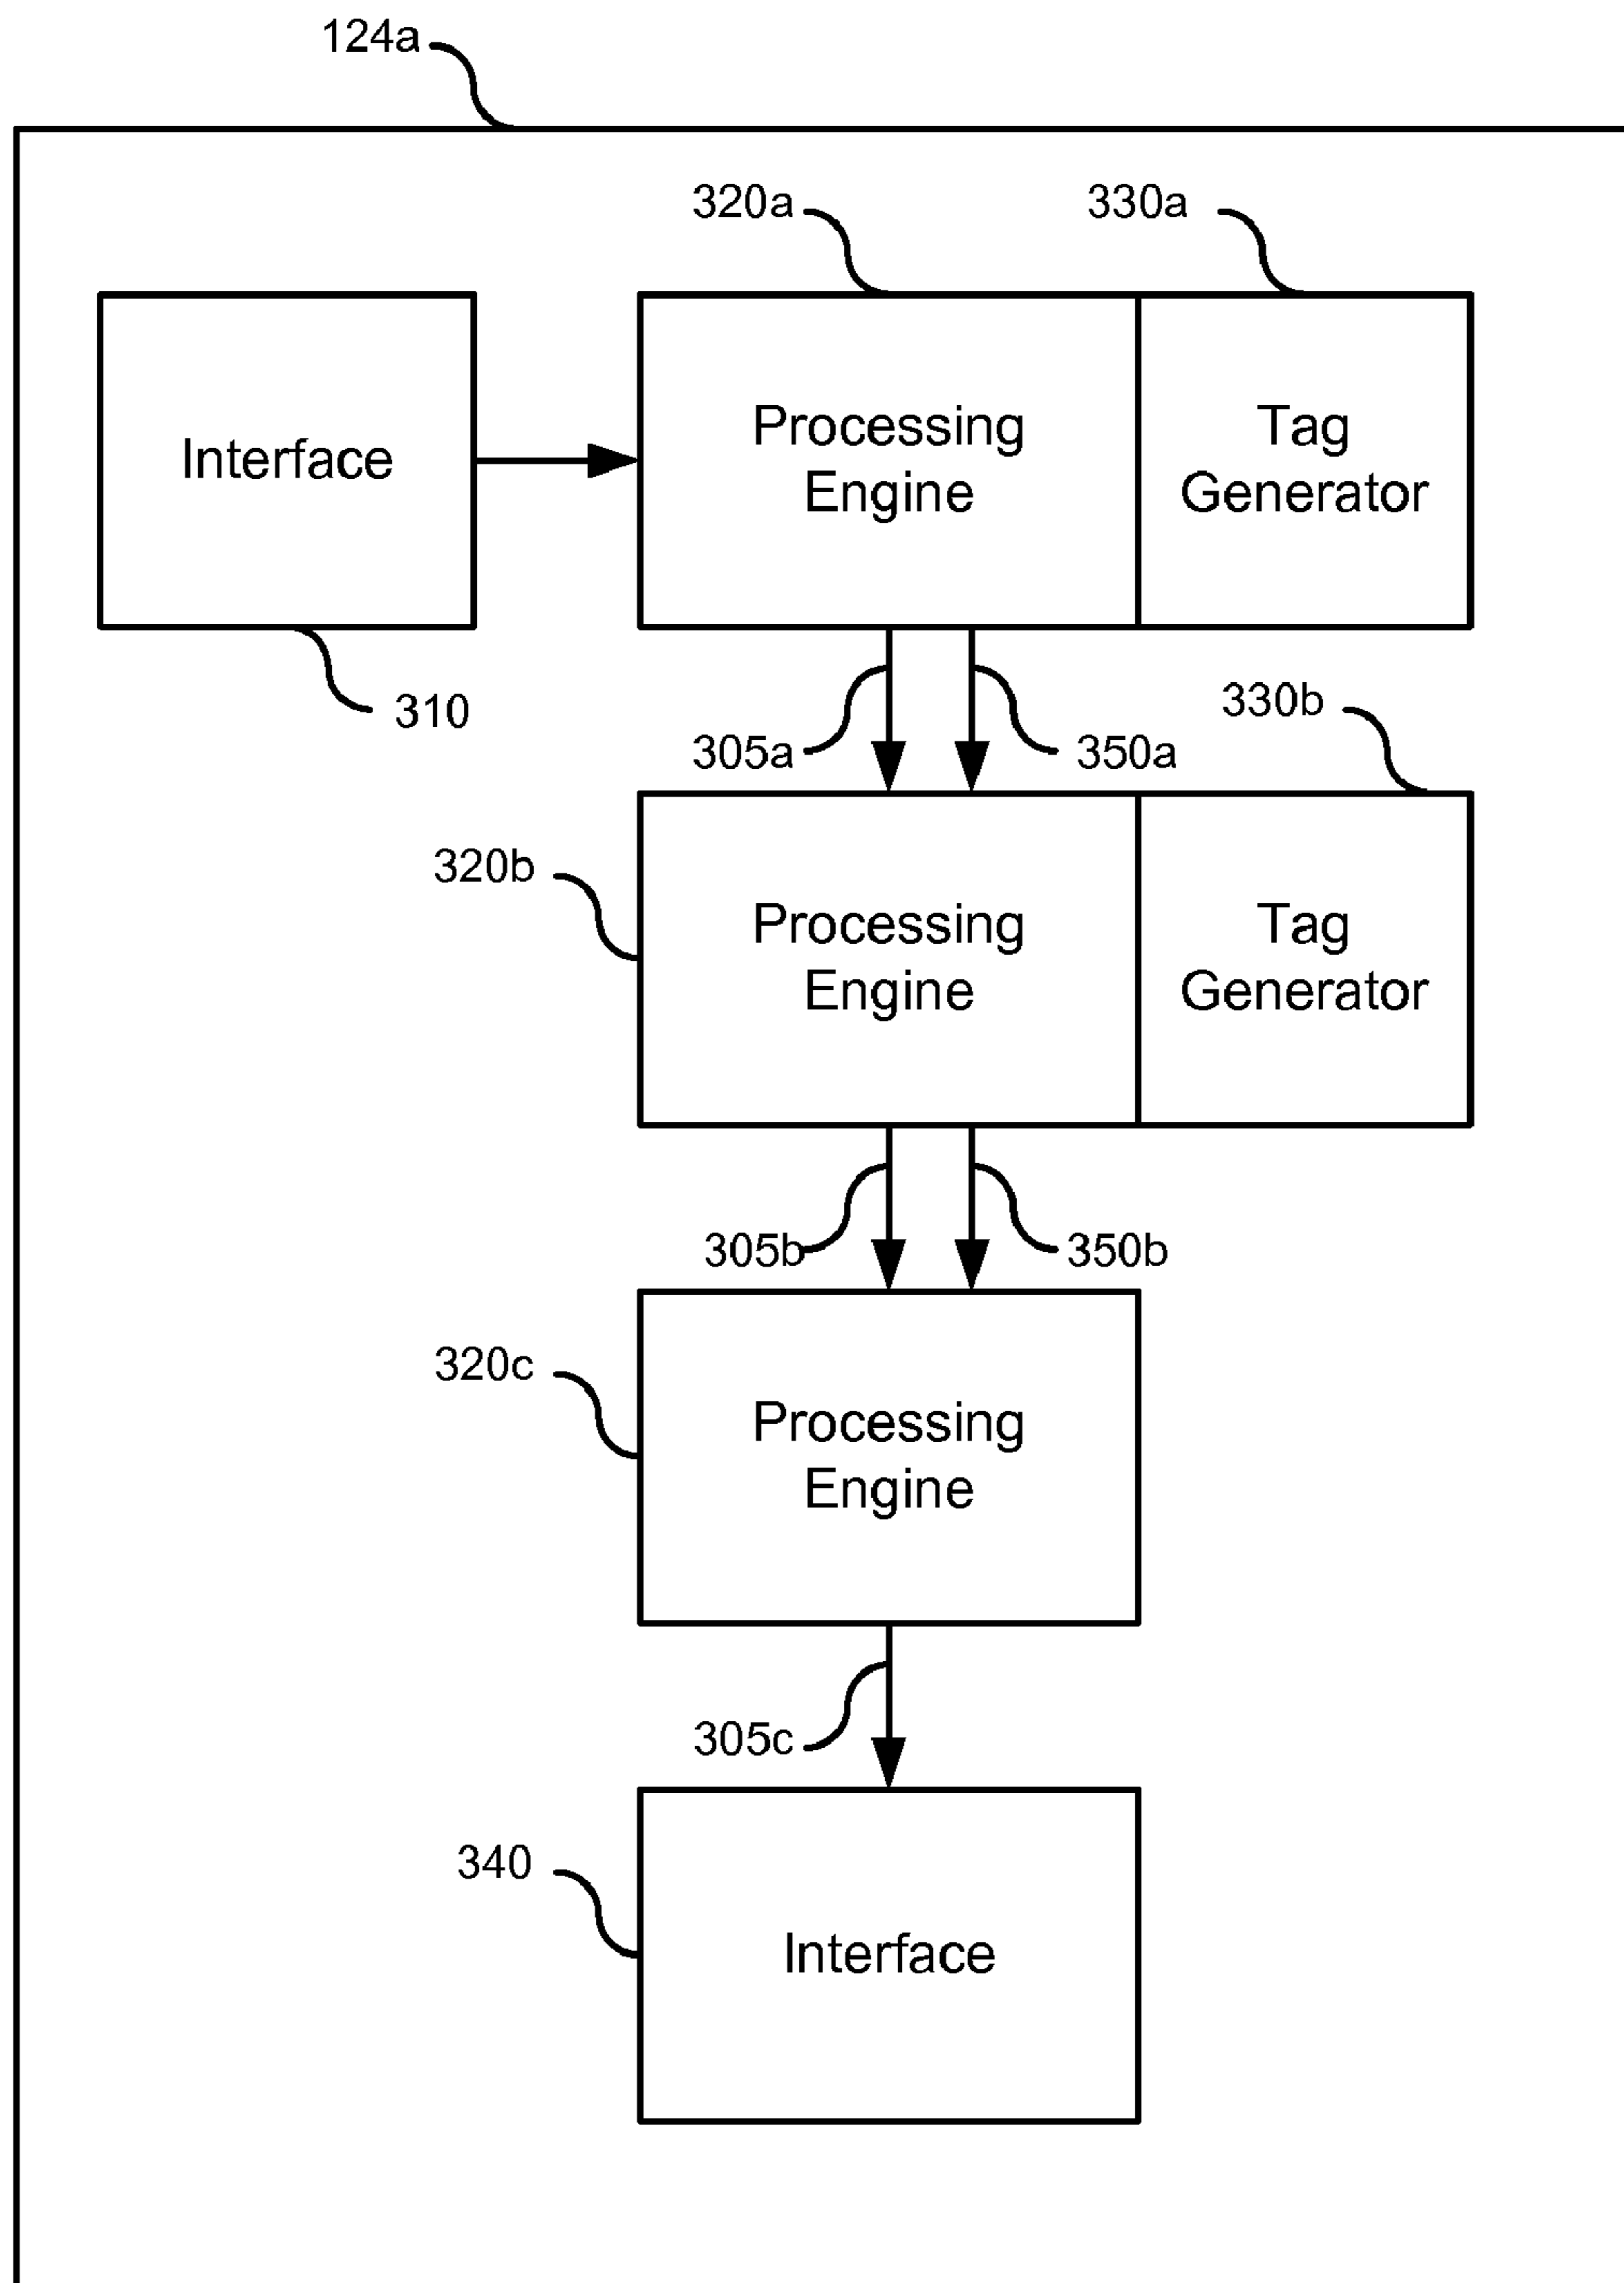 124a
320a
330a
Interface
Processing
Engine
Tag
Generator
310
305a
350a
330b
320b
Processing
Engine
Tag
Generator
305b
350b
320c
Processing
Engine
305c
340
Interface